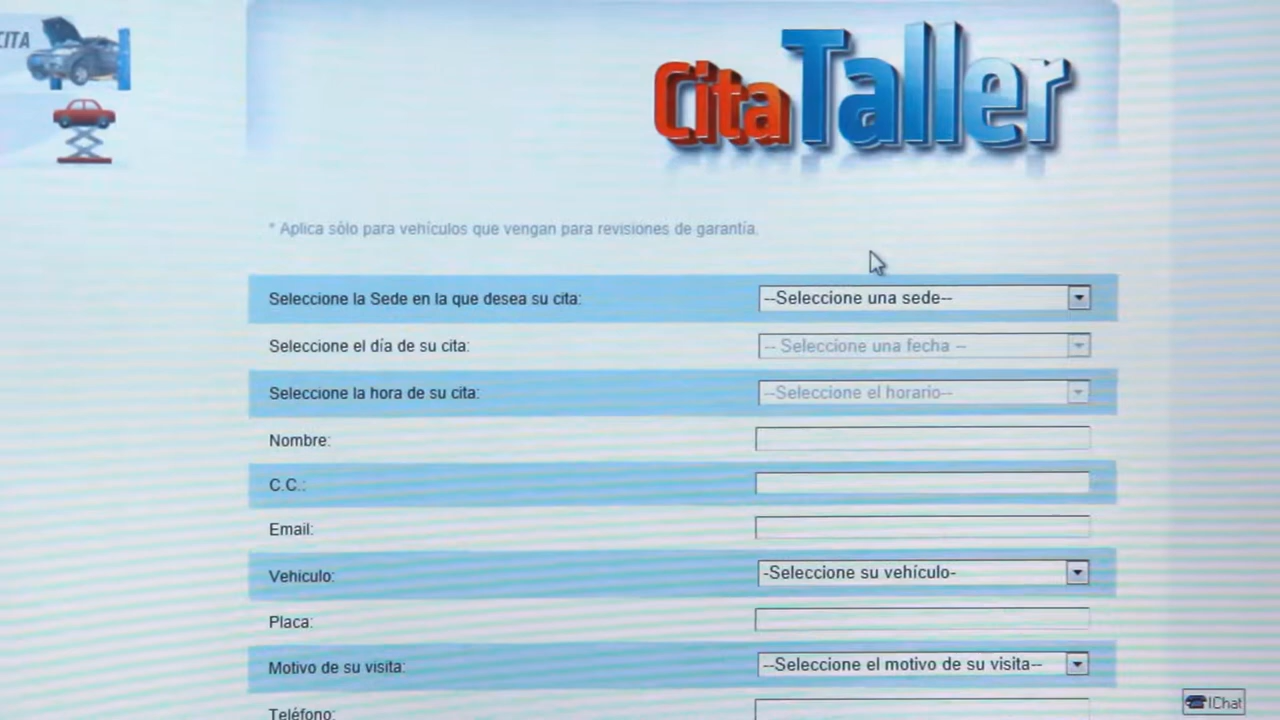 CITA
Cita Taller
* Aplica sólo para vehículos que vengan para revisiones de garantía.
Seleccione la Sede en la que desea su cita: --Seleccione una sede--
Seleccione el día de su cita: -- Seleccione una fecha --
Seleccione la hora de su cita: --Seleccione el horario--
Nombre:
C.C.:
Email:
Vehiculo: -Seleccione su vehículo-
Placa:
Motivo de su visita: --Seleccione el motivo de su visita--
Teléfono:
IChat